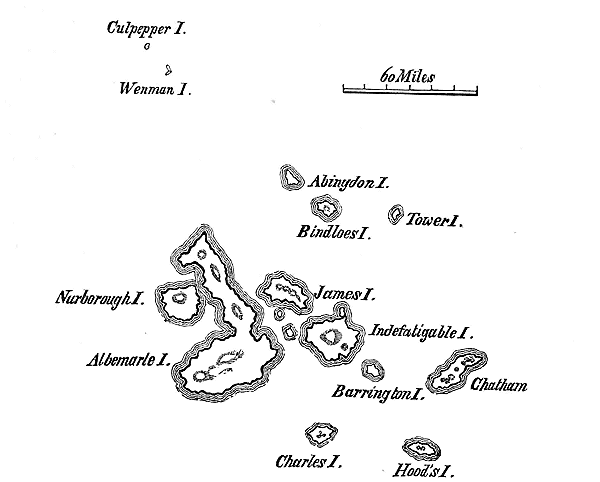 Culpepper I.
Wenman I.
60 Miles
Abingdon I.
Bindloes I.
Tower I.
Narborough I.
James I.
Indefatigable I.
Albemarle I.
Barrington I.
Chatham
Charles I.
Hood's I.